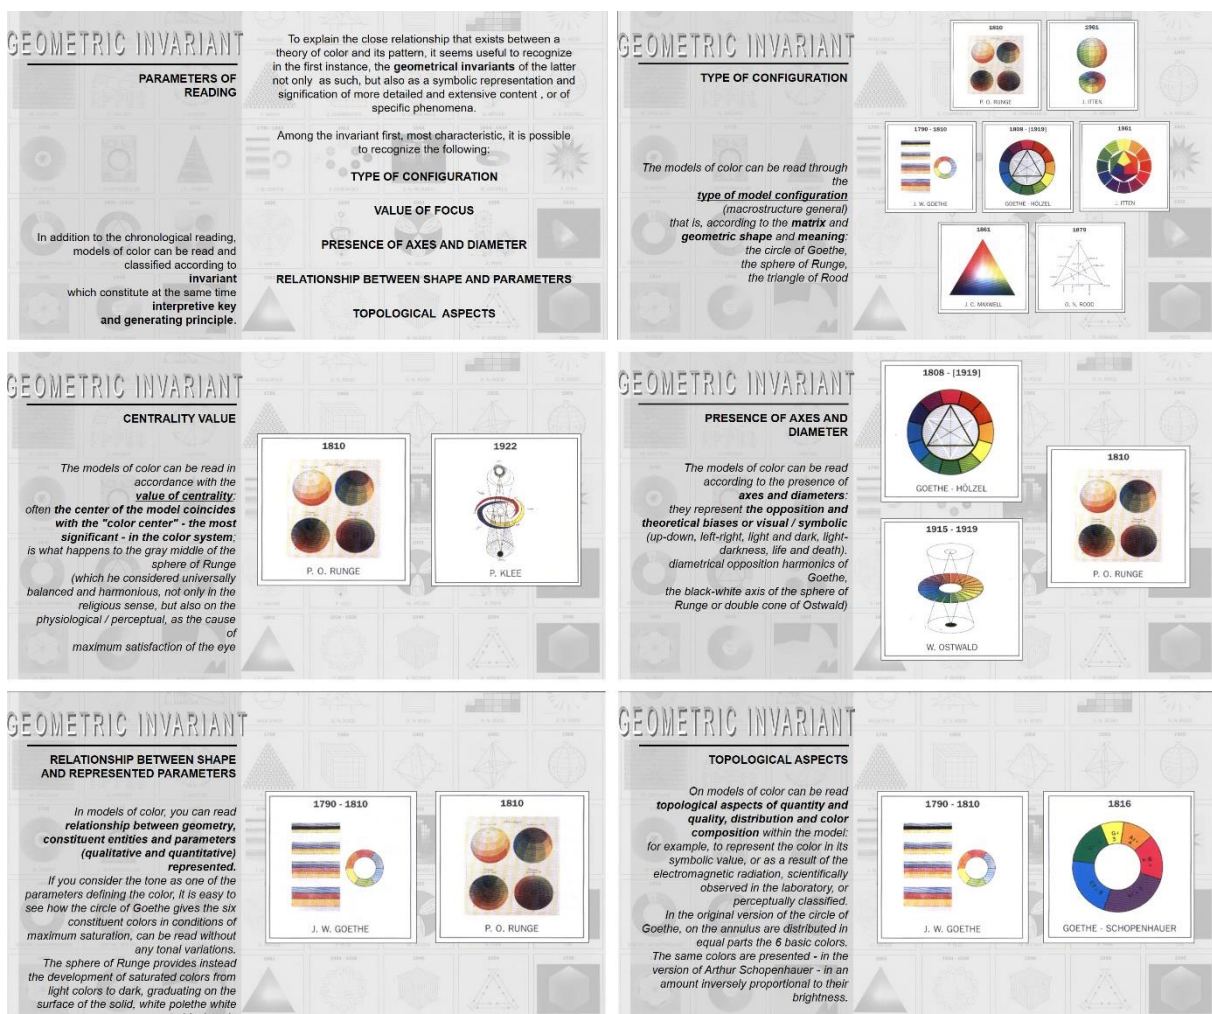 GEOMETRIC INVARIANT
PARAMETERS OF
READING
In addition to the chronological reading,
models of color can be read and
classified according to
invariant
which constitute at the same time
interpretive key
and generating principle.
To explain the close relationship that exists between a
theory of color and its pattern, it seems useful to recognize
in the first instance, the geometrical invariants of the latter
not only as such, but also as a symbolic representation and
signification of more detailed and extensive content , or of
specific phenomena.
Among the invariant first, most characteristic, it is possible
to recognize the following:
TYPE OF CONFIGURATION
VALUE OF FOCUS
PRESENCE OF AXES AND DIAMETER
RELATIONSHIP BETWEEN SHAPE AND PARAMETERS
TOPOLOGICAL ASPECTS
GEOMETRIC INVARIANT
TYPE OF CONFIGURATION
The models of color can be read through
the
type of model configuration
(macrostructure general)
that is, according to the matrix and
geometric shape and meaning:
the circle of Goethe,
the sphere of Runge,
the triangle of Rood
1810
P. O. RUNGE
1961
J. ITTEN
1790 - 1810
J. W. GOETHE
1808 - [1919]
GOETHE - HÖLZEL
1961
J. ITTEN
1861
J. C. MAXWELL
1879
O. N. ROOD
GEOMETRIC INVARIANT
CENTRALITY VALUE
The models of color can be read in
accordance with the
value of centrality:
often the center of the model coincides
with the "color center" - the most
significant - in the color system;
is what happens to the gray middle of the
sphere of Runge
(which he considered universally
balanced and harmonious, not only in the
religious sense, but also on the
physiological / perceptual, as the cause
of
maximum satisfaction of the eye
1810
P. O. RUNGE
1922
P. KLEE
GEOMETRIC INVARIANT
PRESENCE OF AXES AND
DIAMETER
The models of color can be read
according to the presence of
axes and diameters:
they represent the opposition and
theoretical biases or visual / symbolic
(up-down, left-right, light and dark, light-
darkness, life and death).
diametrical opposition harmonics of
Goethe,
the black-white axis of the sphere of
Runge or double cone of Ostwald)
1808 - [1919]
GOETHE - HÖLZEL
1915 - 1919
W. OSTWALD
1810
P. O. RUNGE
GEOMETRIC INVARIANT
RELATIONSHIP BETWEEN SHAPE
AND REPRESENTED PARAMETERS
In models of color, you can read
relationship between geometry,
constituent entities and parameters
(qualitative and quantitative)
represented.
If you consider the tone as one of the
parameters defining the color, it is easy to
see how the circle of Goethe gives the six
constituent colors in conditions of
maximum saturation, can be read without
any tonal variations.
The sphere of Runge provides instead
the development of saturated colors from
light colors to dark, graduating on the
surface of the solid, white polethe white
1790 - 1810
J. W. GOETHE
1810
P. O. RUNGE
GEOMETRIC INVARIANT
TOPOLOGICAL ASPECTS
On models of color can be read
topological aspects of quantity and
quality, distribution and color
composition within the model:
for example, to represent the color in its
symbolic value, or as a result of the
electromagnetic radiation, scientifically
observed in the laboratory, or
perceptually classified.
In the original version of the circle of
Goethe, on the annulus are distributed in
equal parts the 6 basic colors.
The same colors are presented - in the
version of Arthur Schopenhauer - in an
amount inversely proportional to their
brightness.
1790 - 1810
J. W. GOETHE
1816
GOETHE - SCHOPENHAUER